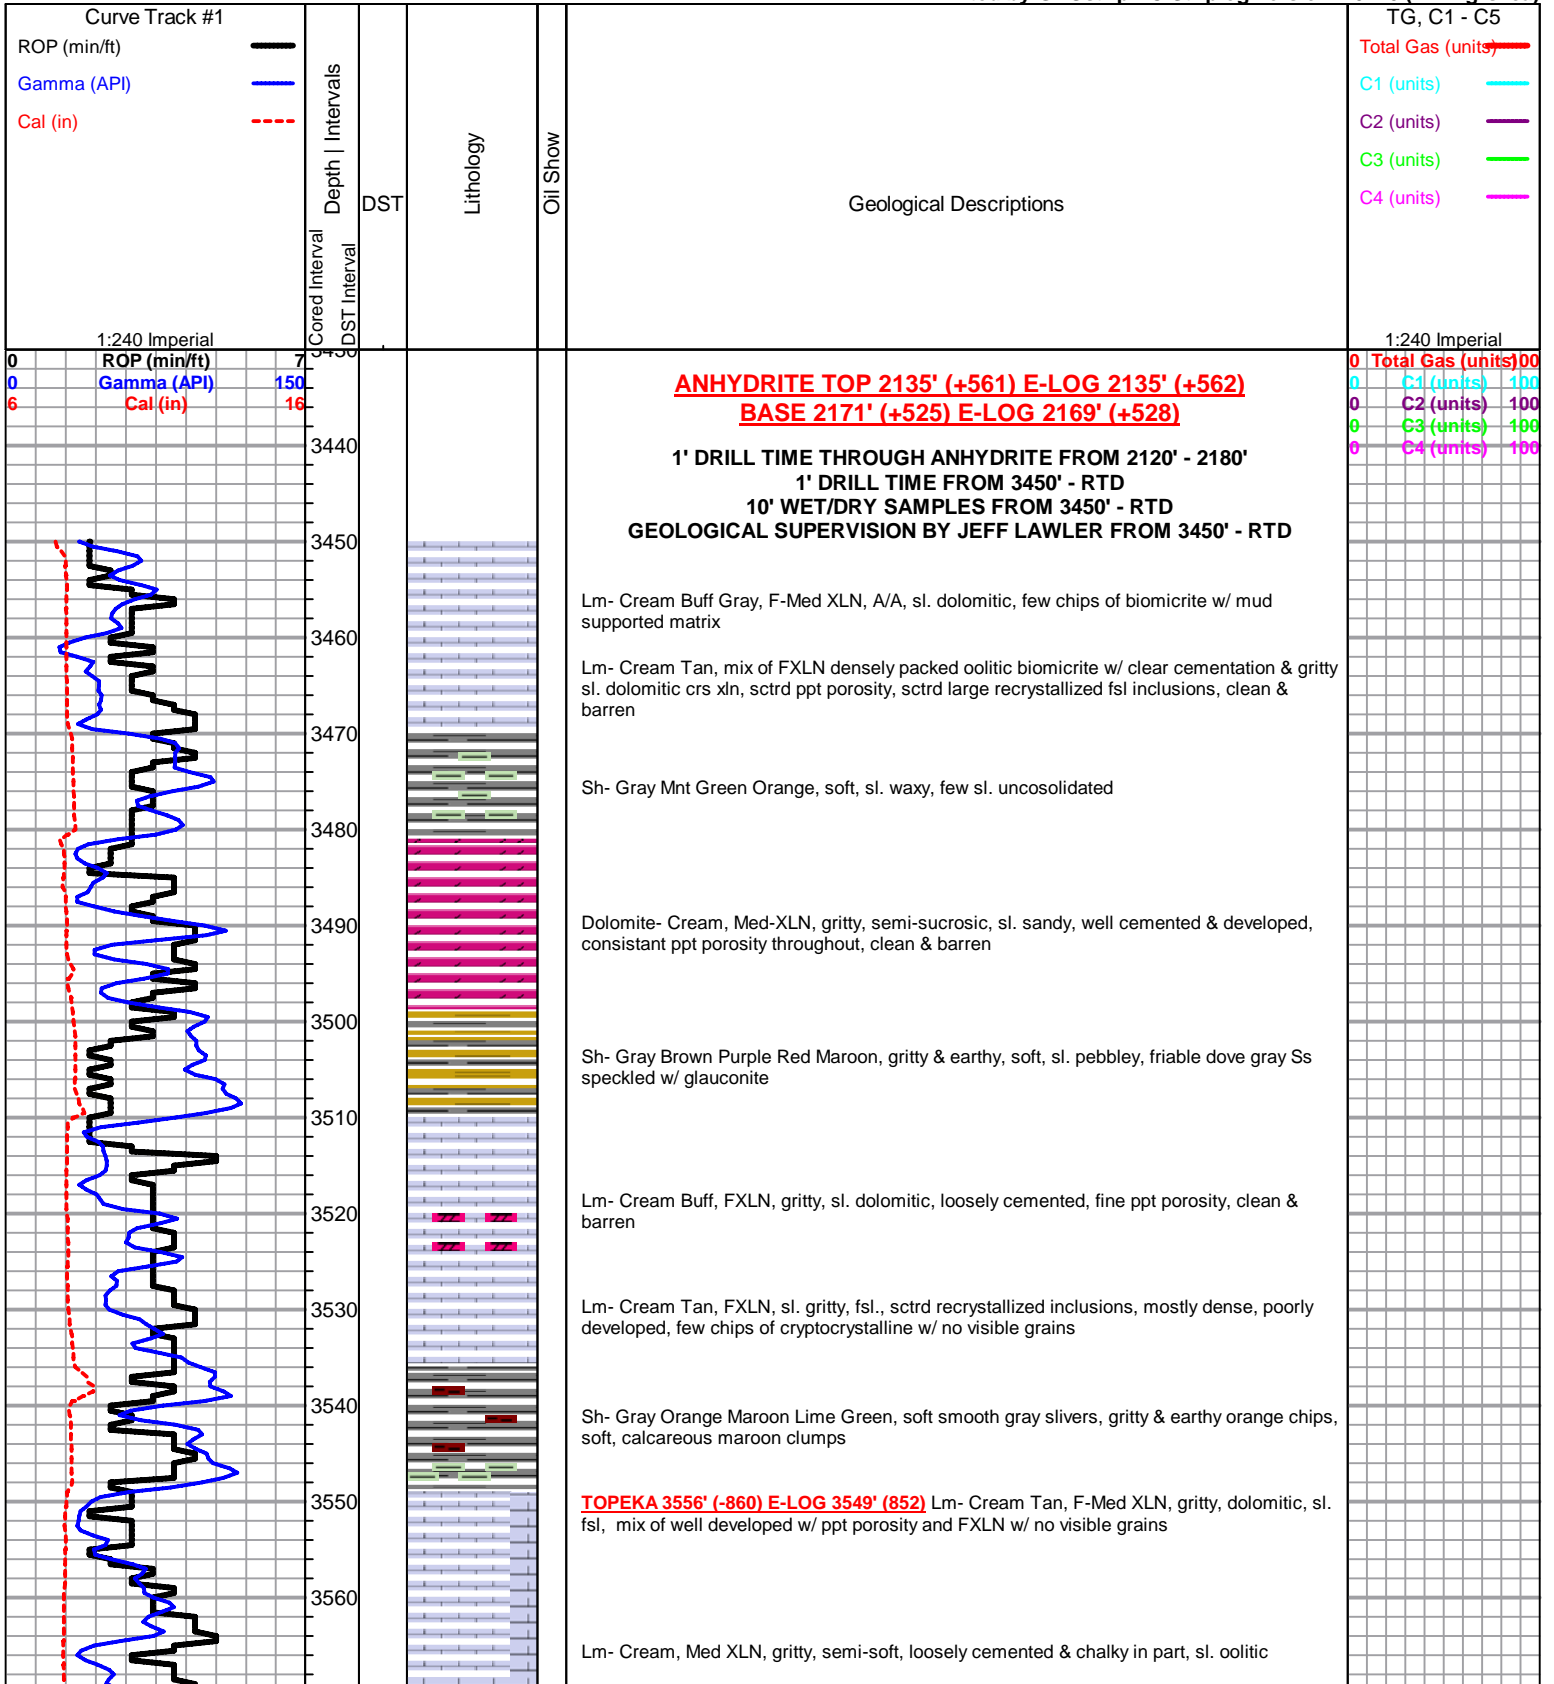 Curve Track #1
ROP (min/ft)
Gamma (API)
Cal (in)
1:240 Imperial
Depth | Intervals
Cored Interval
DST Interval
DST
Lithology
Oil Show
Geological Descriptions
TG, C1 - C5
Total Gas (units)
C1 (units)
C2 (units)
C3 (units)
C4 (units)
1:240 Imperial
0 ROP (min/ft) 7
0 Gamma (API) 150
6 Cal (in) 16
0 Total Gas (units) 100
0 C1 (units) 100
0 C2 (units) 100
0 C3 (units) 100
0 C4 (units) 100
ANHYDRITE TOP 2135' (+561) E-LOG 2135' (+562)
BASE 2171' (+525) E-LOG 2169' (+528)
3440
1' DRILL TIME THROUGH ANHYDRITE FROM 2120' - 2180'
1' DRILL TIME FROM 3450' - RTD
10' WET/DRY SAMPLES FROM 3450' - RTD
GEOLOGICAL SUPERVISION BY JEFF LAWLER FROM 3450' - RTD
3450
Lm- Cream Buff Gray, F-Med XLN, A/A, sl. dolomitic, few chips of biomicrite w/ mud
supported matrix
3460
Lm- Cream Tan, mix of FXLN densely packed oolitic biomicrite w/ clear cementation & gritty
sl. dolomitic crs xln, sctrd ppt porosity, sctrd large recrystallized fsl inclusions, clean &
barren
3470
Sh- Gray Mnt Green Orange, soft, sl. waxy, few sl. uncosolidated
3480
3490
Dolomite- Cream, Med-XLN, gritty, semi-sucrosic, sl. sandy, well cemented & developed,
consistant ppt porosity throughout, clean & barren
3500
Sh- Gray Brown Purple Red Maroon, gritty & earthy, soft, sl. pebbley, friable dove gray Ss
speckled w/ glauconite
3510
Lm- Cream Buff, FXLN, gritty, sl. dolomitic, loosely cemented, fine ppt porosity, clean &
barren
3520
3530
Lm- Cream Tan, FXLN, sl. gritty, fsl., sctrd recrystallized inclusions, mostly dense, poorly
developed, few chips of cryptocrystalline w/ no visible grains
3540
Sh- Gray Orange Maroon Lime Green, soft smooth gray slivers, gritty & earthy orange chips,
soft, calcareous maroon clumps
3550
TOPEKA 3556' (-860) E-LOG 3549' (852) Lm- Cream Tan, F-Med XLN, gritty, dolomitic, sl.
fsl, mix of well developed w/ ppt porosity and FXLN w/ no visible grains
3560
Lm- Cream, Med XLN, gritty, semi-soft, loosely cemented & chalky in part, sl. oolitic